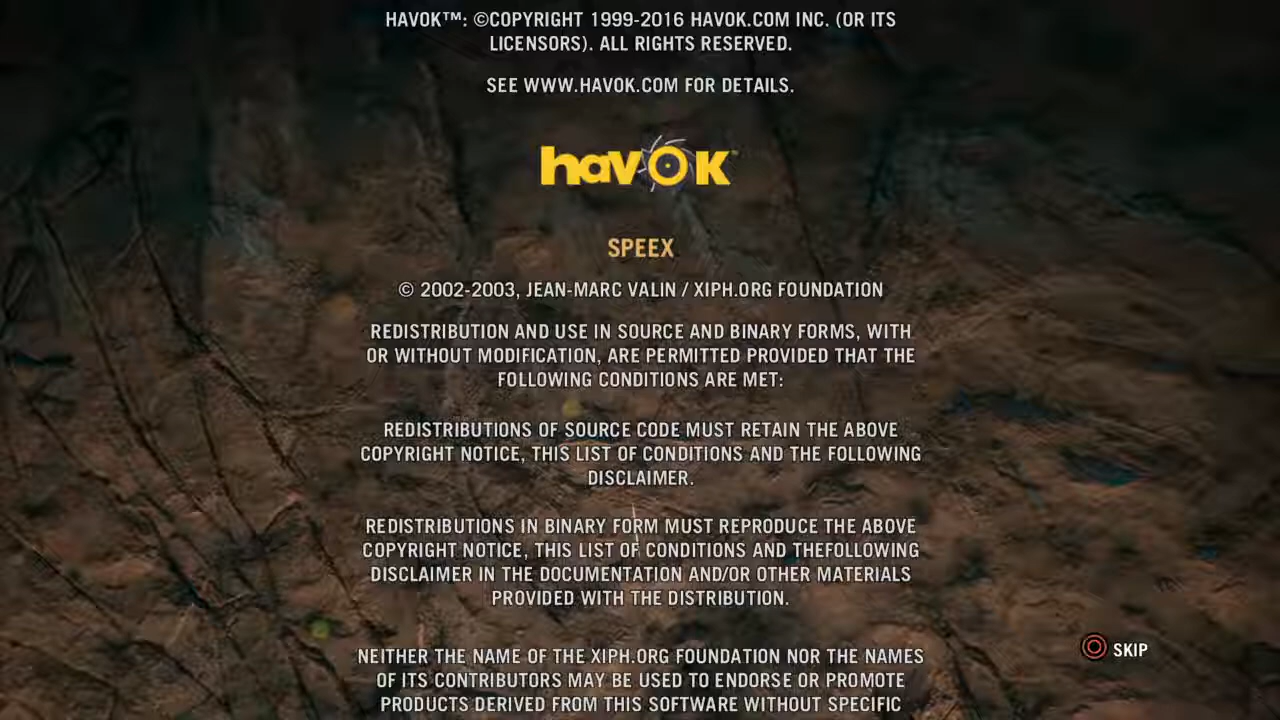 HAVOK™: ©COPYRIGHT 1999-2016 HAVOK.COM INC. (OR ITS
LICENSORS). ALL RIGHTS RESERVED.
SEE WWW.HAVOK.COM FOR DETAILS.
havOK™
SPEEX
© 2002-2003, JEAN-MARC VALIN / XIPH.ORG FOUNDATION
REDISTRIBUTION AND USE IN SOURCE AND BINARY FORMS, WITH
OR WITHOUT MODIFICATION, ARE PERMITTED PROVIDED THAT THE
FOLLOWING CONDITIONS ARE MET:
REDISTRIBUTIONS OF SOURCE CODE MUST RETAIN THE ABOVE
COPYRIGHT NOTICE, THIS LIST OF CONDITIONS AND THE FOLLOWING
DISCLAIMER.
REDISTRIBUTIONS IN BINARY FORM MUST REPRODUCE THE ABOVE
COPYRIGHT NOTICE, THIS LIST OF CONDITIONS AND THEFOLLOWING
DISCLAIMER IN THE DOCUMENTATION AND/OR OTHER MATERIALS
PROVIDED WITH THE DISTRIBUTION.
SKIP
NEITHER THE NAME OF THE XIPH.ORG FOUNDATION NOR THE NAMES
OF ITS CONTRIBUTORS MAY BE USED TO ENDORSE OR PROMOTE
PRODUCTS DERIVED FROM THIS SOFTWARE WITHOUT SPECIFIC